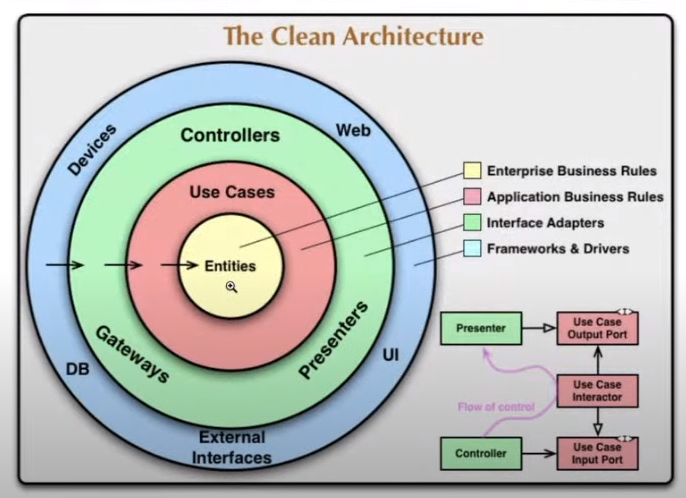 The Clean Architecture
Devices
Web
Controllers
Use Cases
Entities
Gateways
Presenters
DB
UI
External
Interfaces
Enterprise Business Rules
Application Business Rules
Interface Adapters
Frameworks & Drivers
Presenter
Use Case
Output Port
Use Case
Interactor
Flow of control
Controller
Use Case
Input Port